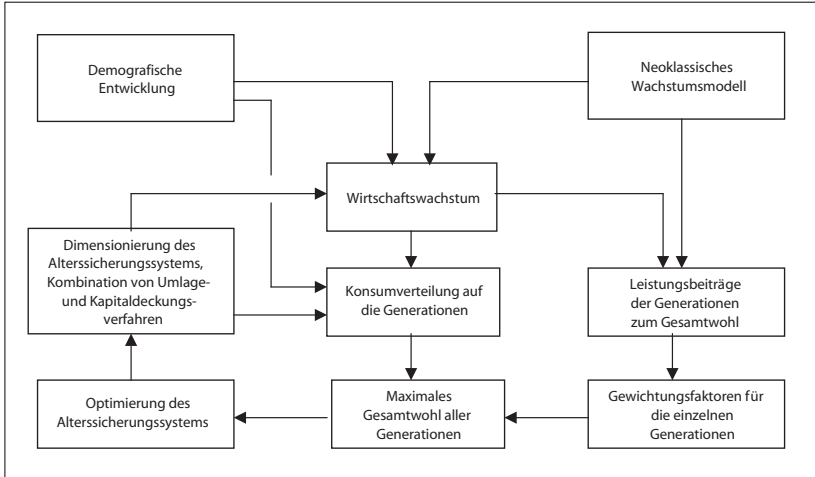 Demografische
Entwicklung
Neoklassisches
Wachstumsmodell
Wirtschaftswachstum
Dimensionierung des
Alterssicherungssystems,
Kombination von Umlage-
und Kapitaldeckungs-
verfahren
Konsumverteilung auf
die Generationen
Leistungsbeiträge
der Generationen
zum Gesamtwohl
Optimierung des
Alterssicherungssystems
Maximales
Gesamtwohl aller
Generationen
Gewichtungsfaktoren für
die einzelnen
Generationen